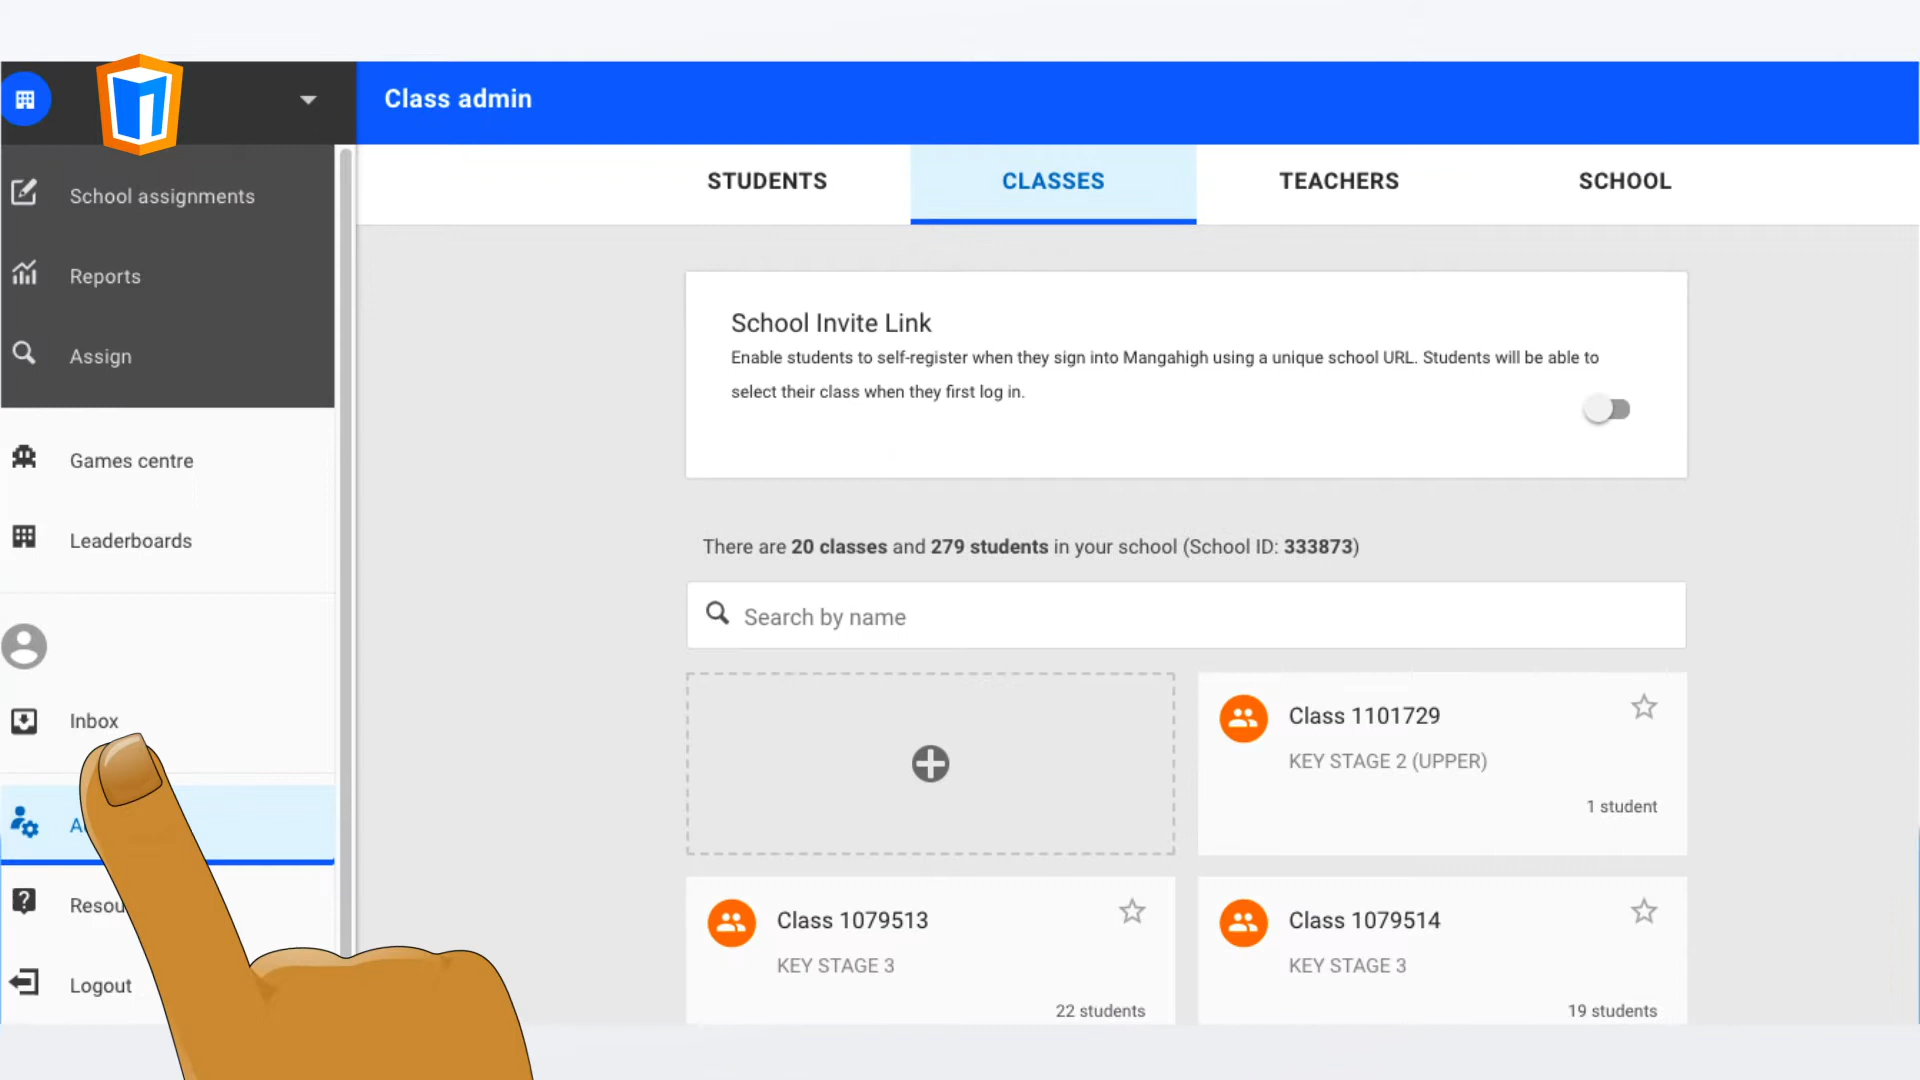 Class admin
School assignments
Reports
Assign
Games centre
Leaderboards
Inbox
Logout
STUDENTS
CLASSES
TEACHERS
SCHOOL
School Invite Link
Enable students to self-register when they sign into Mangahigh using a unique school URL. Students will be able to
select their class when they first log in.
There are 20 classes and 279 students in your school (School ID: 333873)
Search by name
Class 1101729
KEY STAGE 2 (UPPER)
1 student
Class 1079513
KEY STAGE 3
22 students
Class 1079514
KEY STAGE 3
19 students